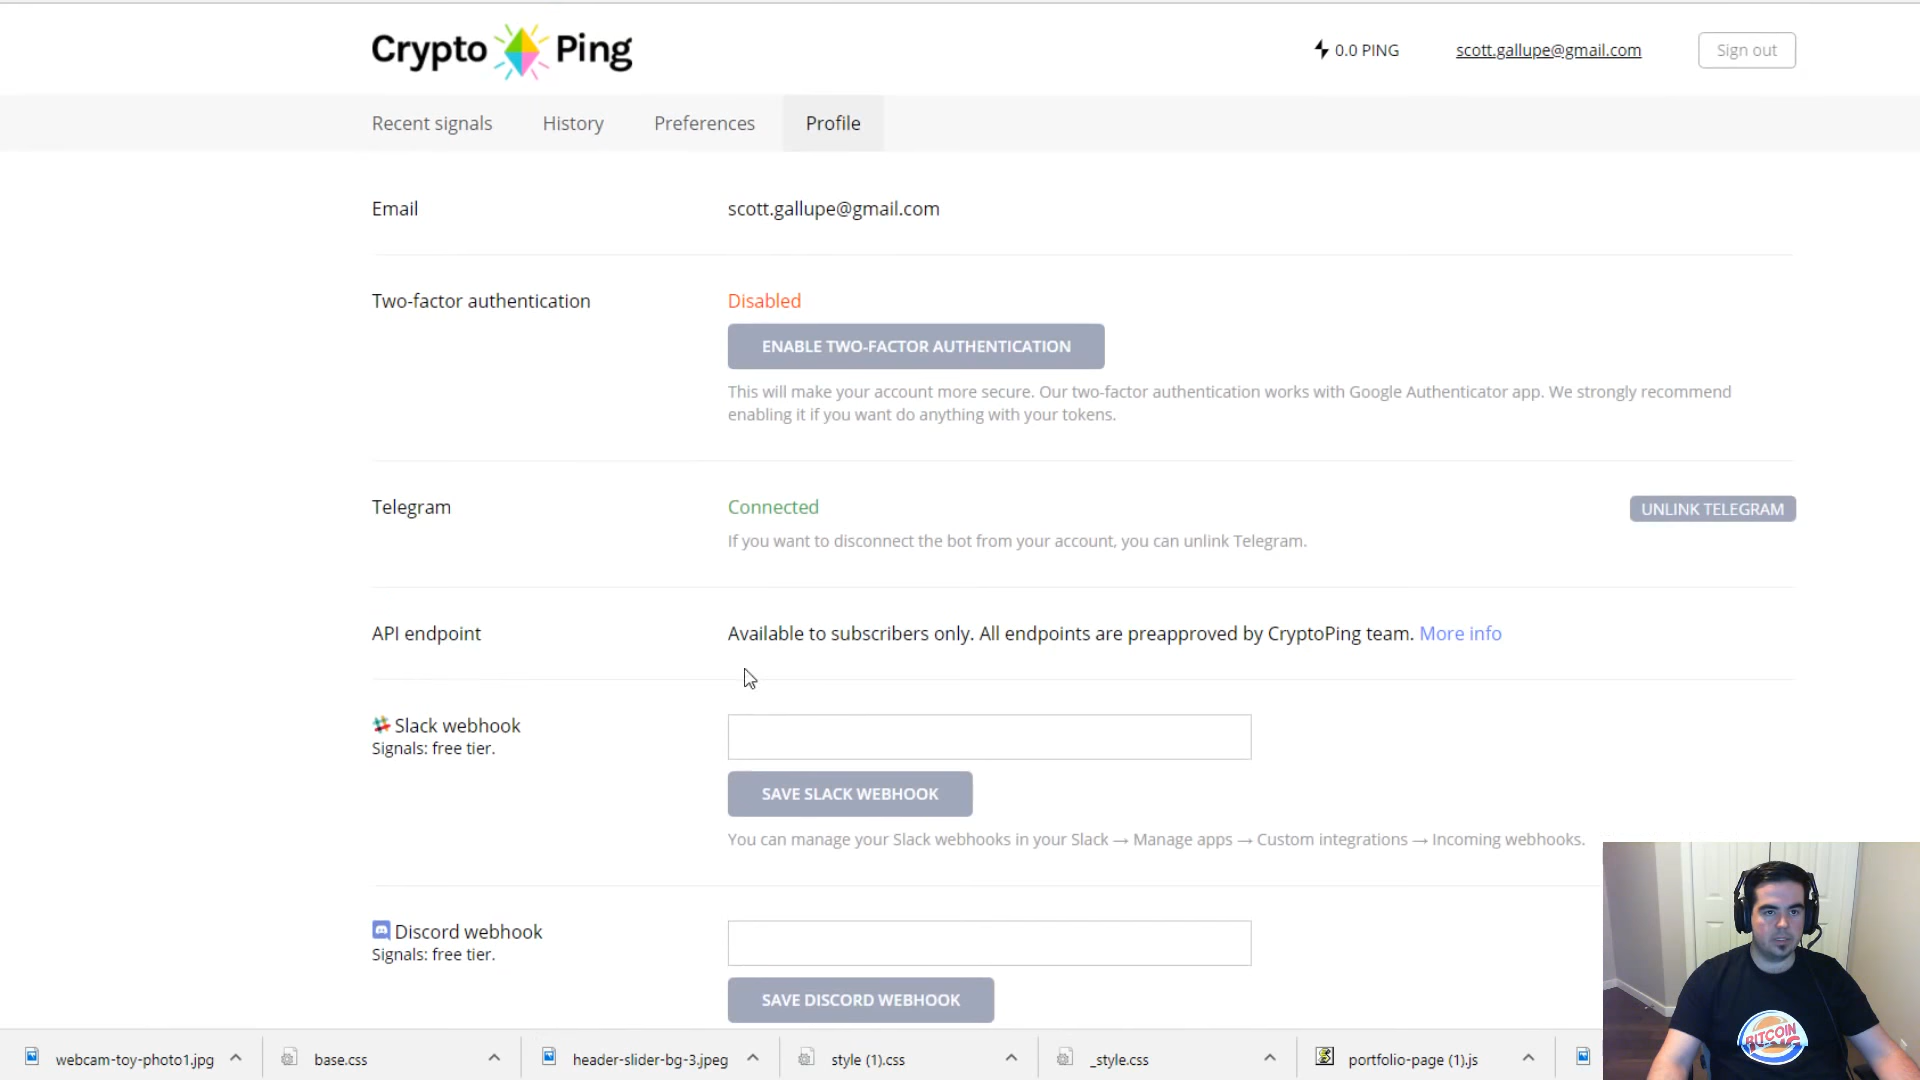 Crypto Ping
0.0 PING
scott.gallupe@gmail.com
Sign out
Recent signals
History
Preferences
Profile
Email
scott.gallupe@gmail.com
Two-factor authentication
Disabled
ENABLE TWO-FACTOR AUTHENTICATION
This will make your account more secure. Our two-factor authentication works with Google Authenticator app. We strongly recommend
enabling it if you want do anything with your tokens.
Telegram
Connected
UNLINK TELEGRAM
If you want to disconnect the bot from your account, you can unlink Telegram.
API endpoint
Available to subscribers only. All endpoints are preapproved by CryptoPing team. More info
Slack webhook
Signals: free tier.
SAVE SLACK WEBHOOK
You can manage your Slack webhooks in your Slack → Manage apps → Custom integrations → Incoming webhooks.
Discord webhook
Signals: free tier.
SAVE DISCORD WEBHOOK
webcam-toy-photo1.jpg
base.css
header-slider-bg-3.jpeg
style (1).css
_style.css
portfolio-page (1).js
BITCOIN